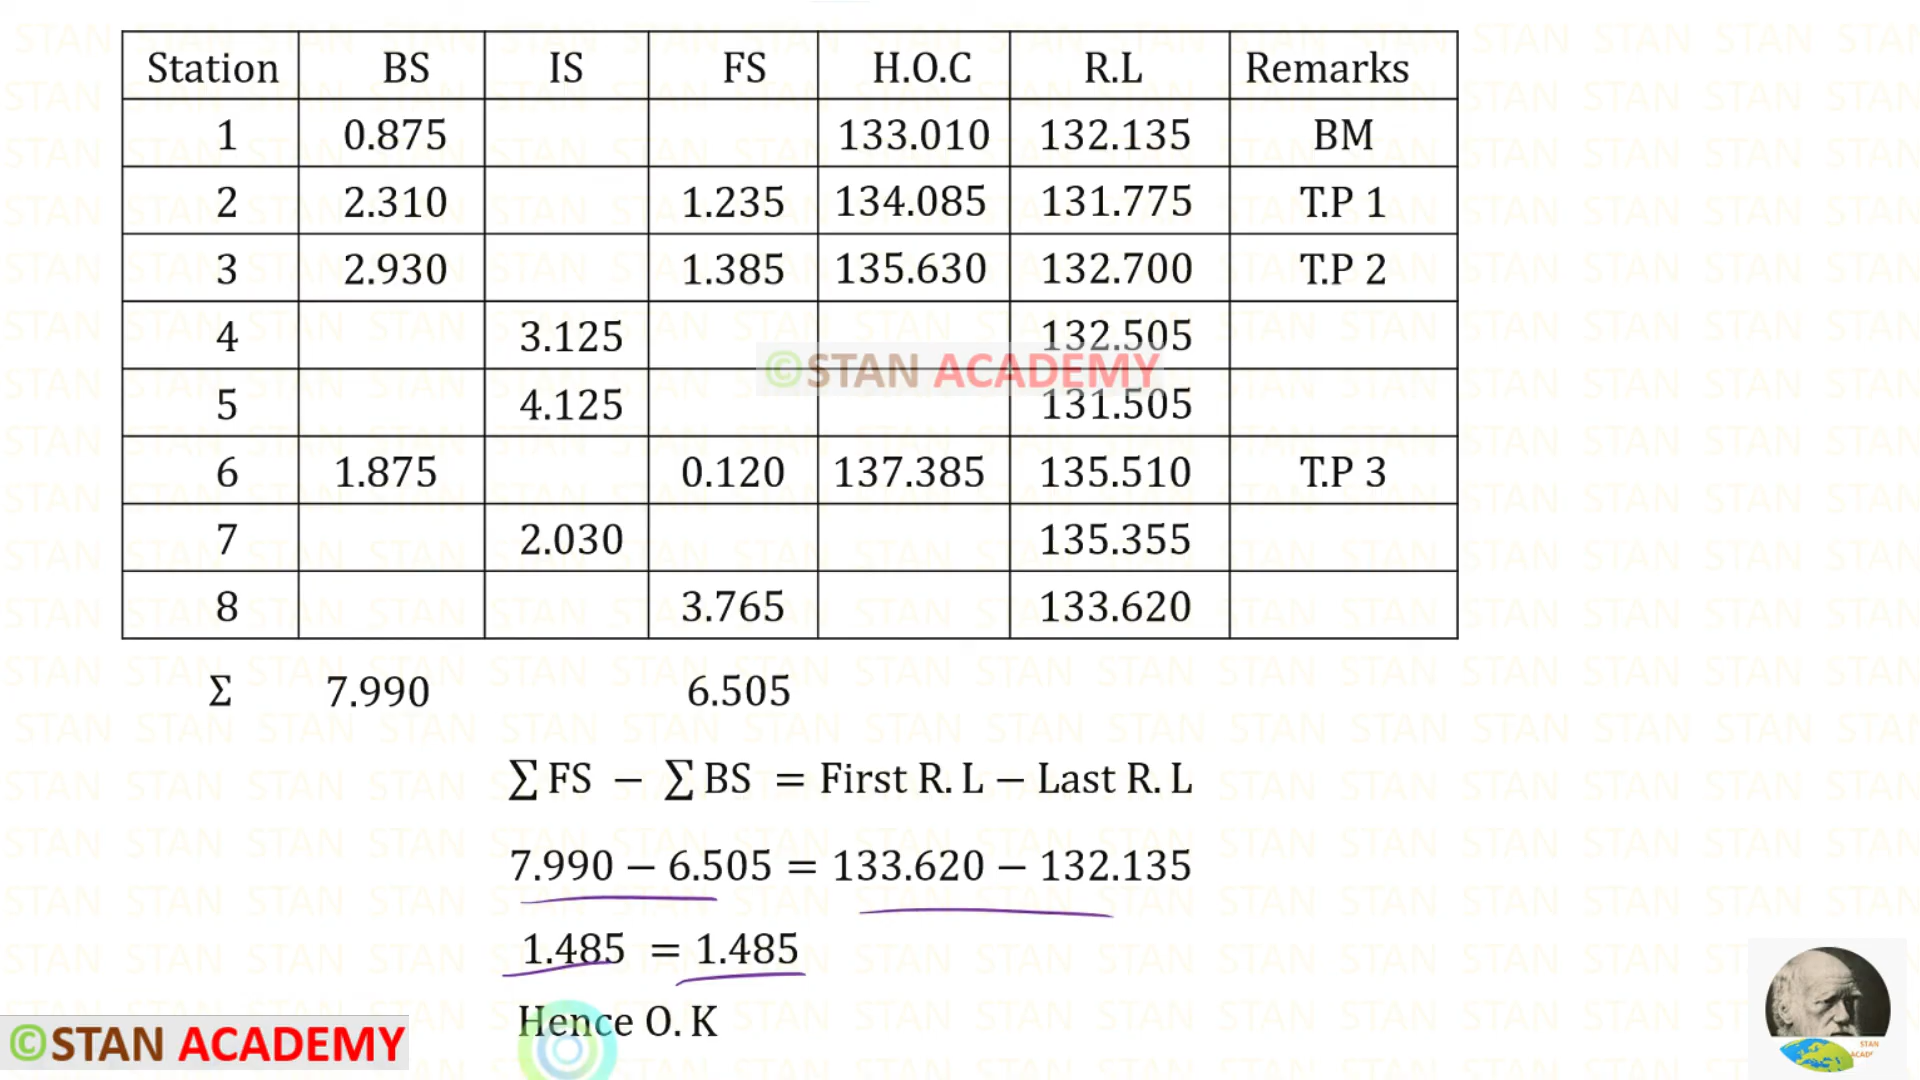 Station BS IS FS H.O.C R.L Remarks
1 0.875 133.010 132.135 BM
2 2.310 1.235 134.085 131.775 T.P 1
3 2.930 1.385 135.630 132.700 T.P 2
4 3.125 132.505
©STAN ACADEMY
5 4.125 131.505
6 1.875 0.120 137.385 135.510 T.P 3
7 2.030 135.355
8 3.765 133.620
Σ 7.990 6.505
∑ FS − ∑ BS = First R. L − Last R. L
7.990 − 6.505 = 133.620 − 132.135
1.485 = 1.485
Hence O. K
©STAN ACADEMY
STAN
ACADY